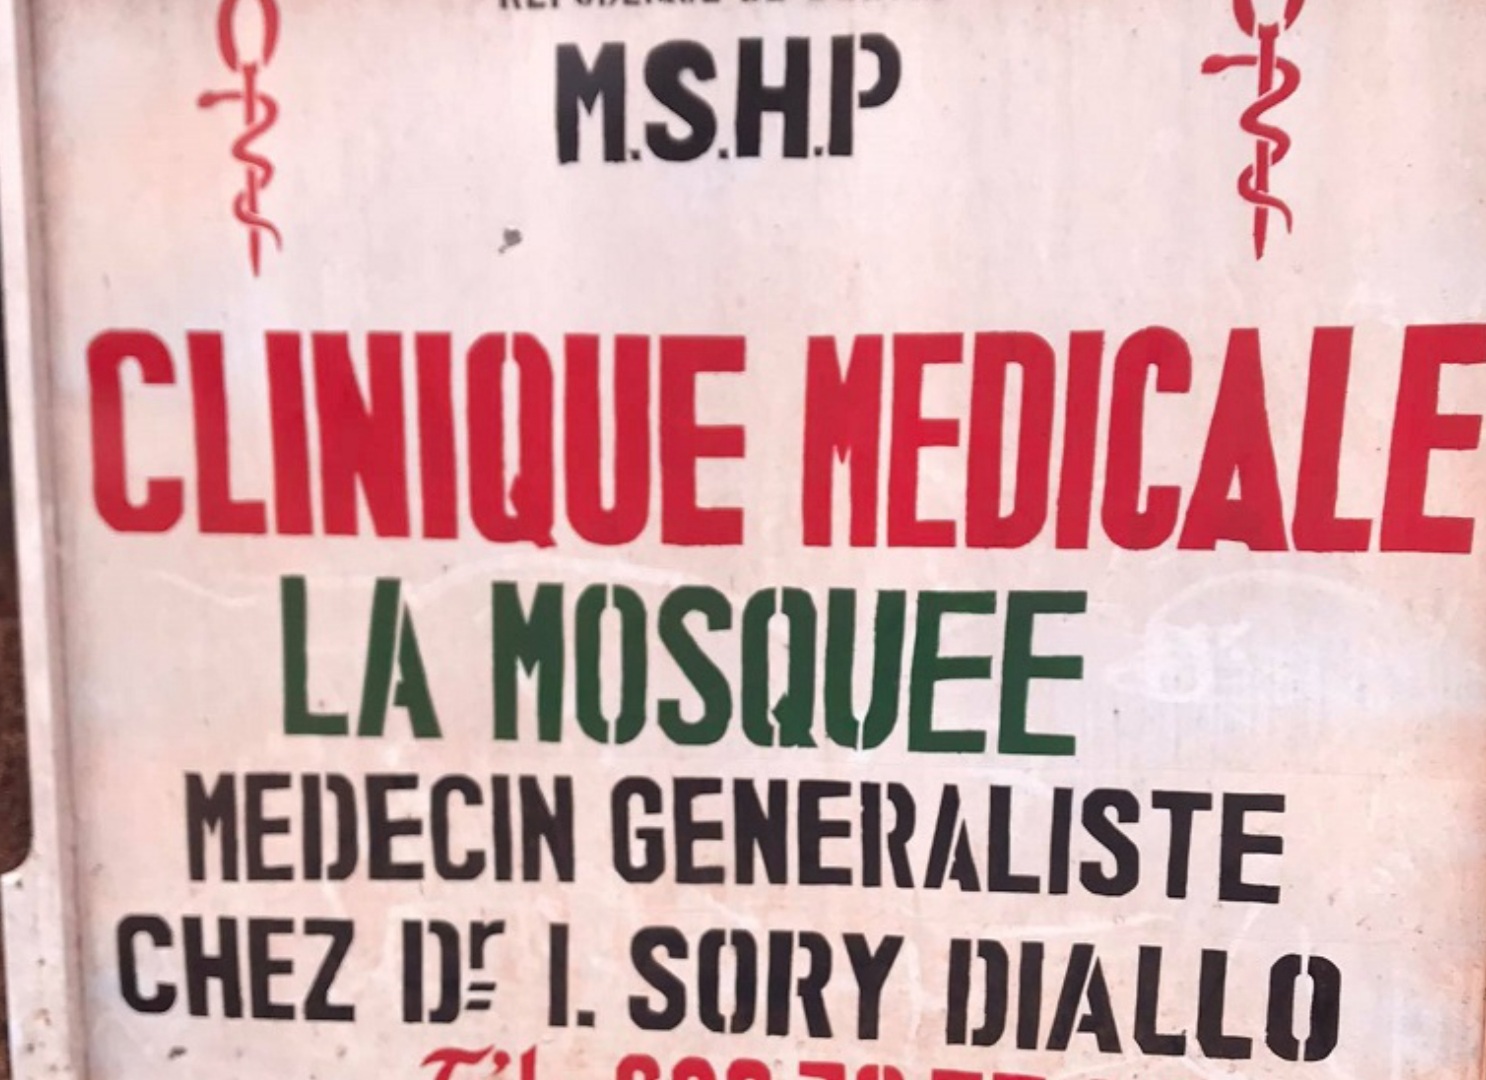 M.S.H.P
CLINIQUE MEDICALE
LA MOSQUEE
MEDECIN GENERALISTE
CHEZ Dr I. SORY DIALLO